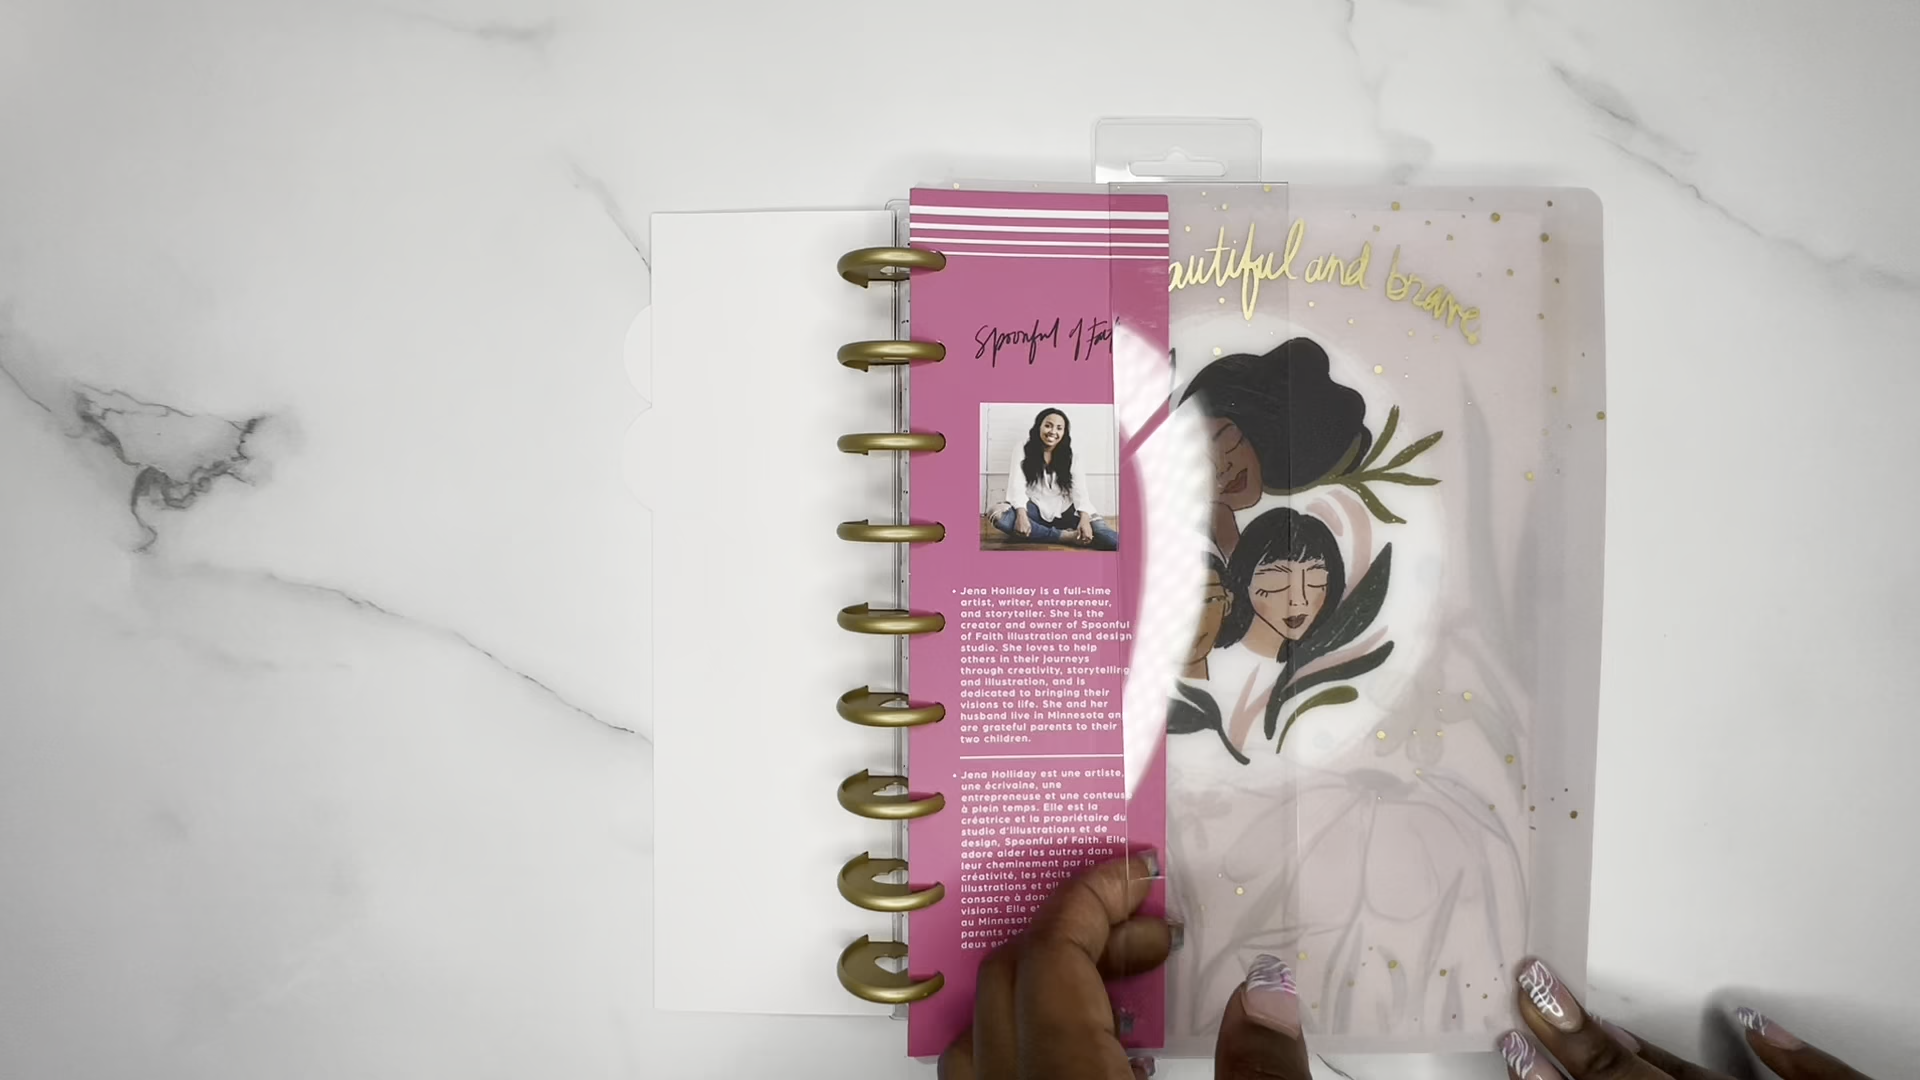 autiful and brave
Spoonful of
Jena Holliday is a full-time
artist, writer, entrepreneur,
and storyteller. She is the
creator and owner of Spoonful
of Faith illustration and design
studio. She loves to help
others in their journeys
through creativity, storytelling
and illustration, and is
dedicated to bringing their
visions to life. She and her
husband live in Minnesota an
are grateful parents to their
two children.
Jena Holliday est une artiste,
une écrivaine, une
entrepreneuse et une conteus
à plein temps. Elle est la
créatrice et la propriétaire du
studio d'illustrations et de
design, Spoonful of Faith. Elle
adore aider les autres dans
leur cheminement par la
créativité, les récits
illustrations et
consacre à
visions. Elle
au Minnesota
parents
deux